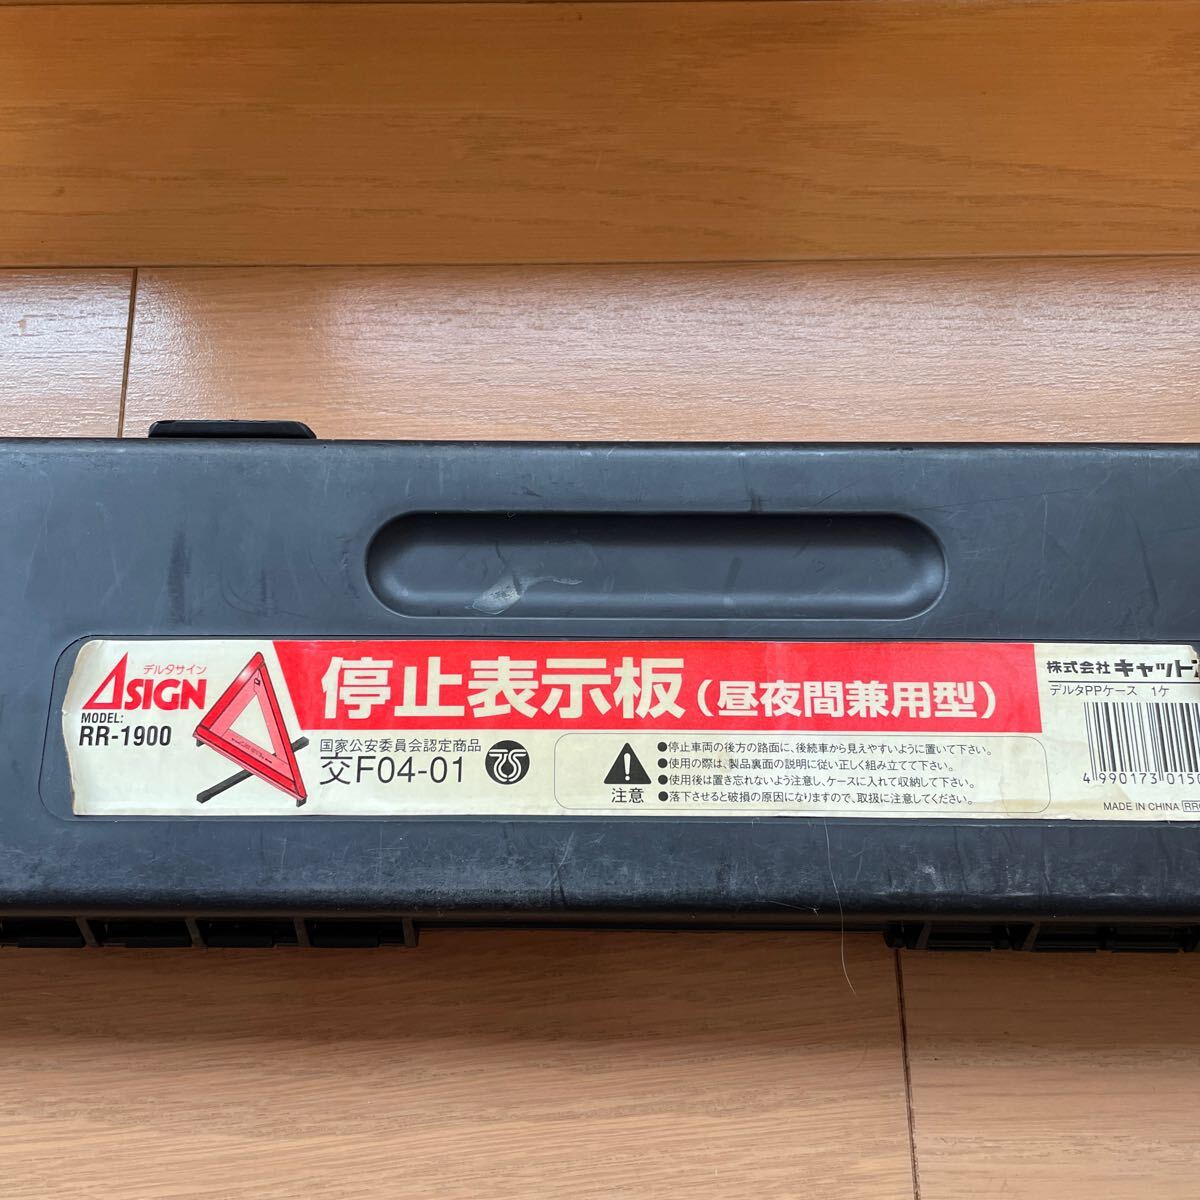 デルタサイン
ΔSIGN
MODEL:
RR-1900
停止表示板(昼夜間兼用型)
国家公安委員会認定商品
交F04-01
注意
●停止車両の後方の路面に、後続車から見えやすいように置いて下さい。
●使用の際は、製品裏面の説明に従い正しく組み立てて下さい。
●使用後は置き忘れないよう注意し、ケースに入れて収納して下さい。
●落下させると破損の原因になりますので、取扱に注意してください。
株式会社 キャット
デルタPPケース 1ケ
4 990173 0150
MADE IN CHINA